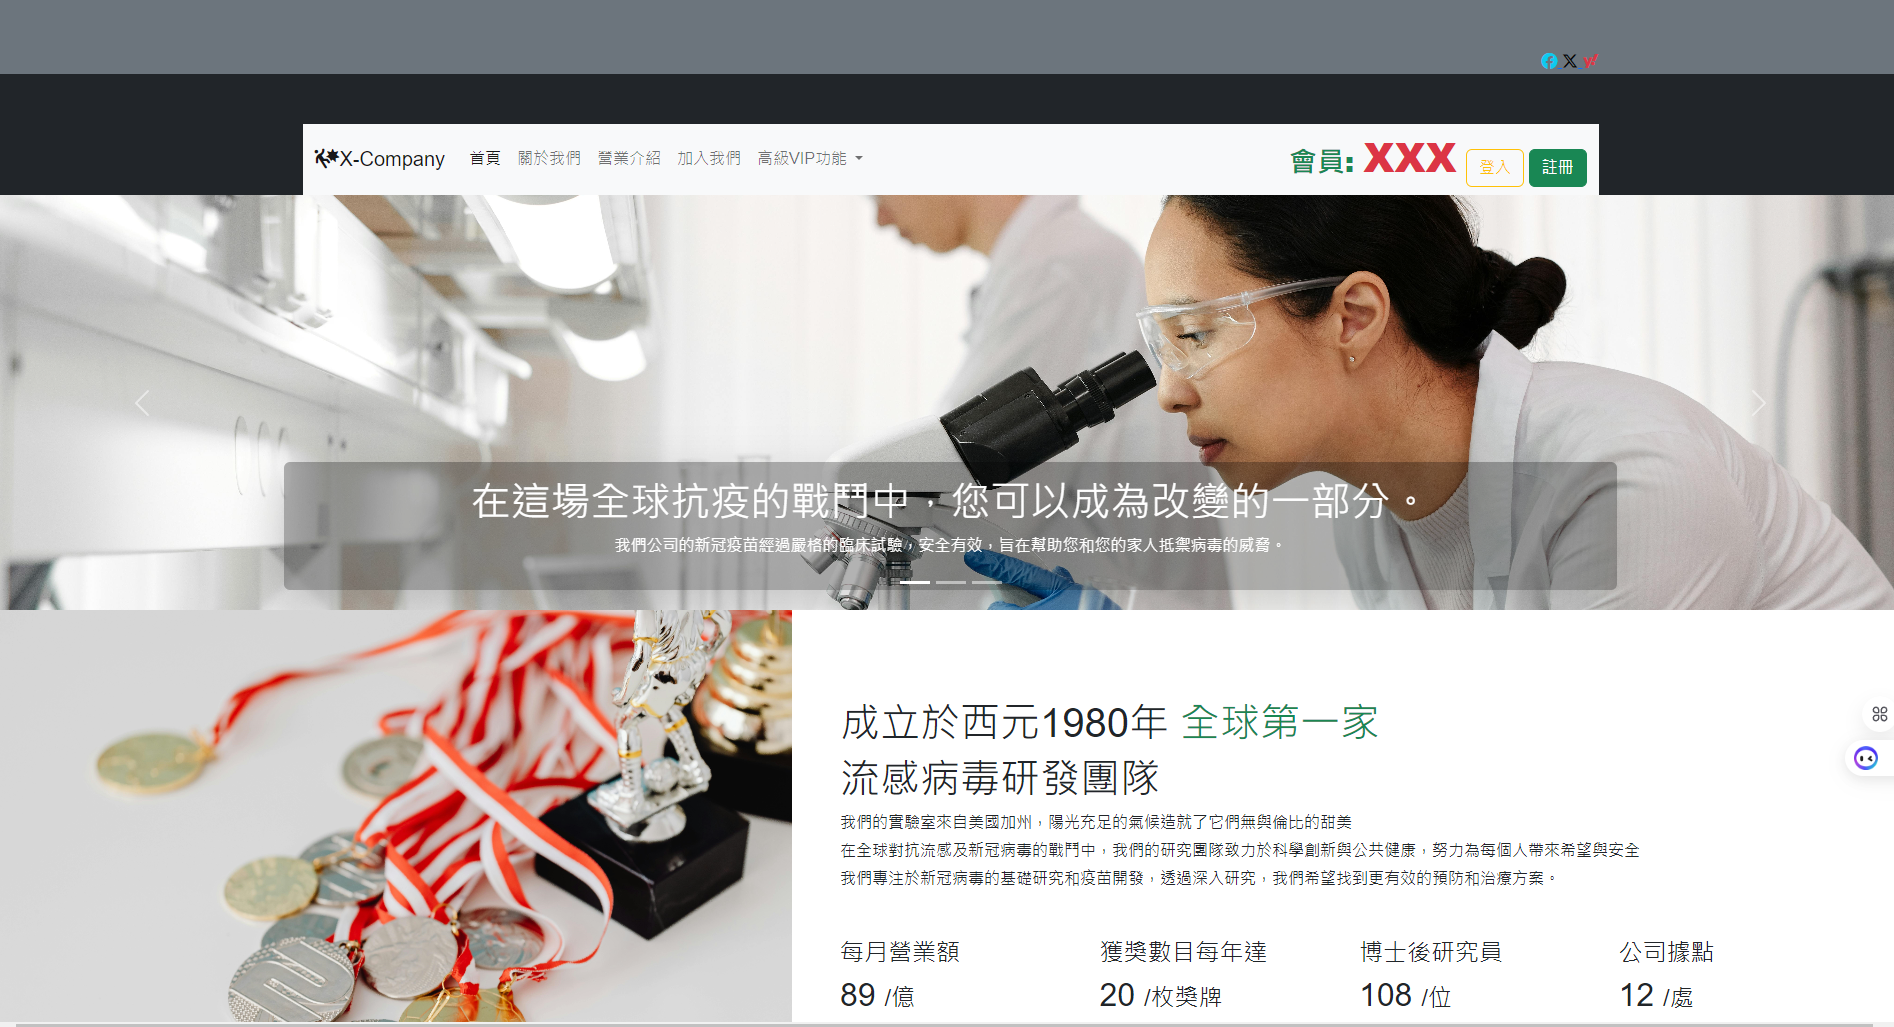 X-Company
首頁
關於我們
營業介紹
加入我們
高級VIP功能
會員: XXX
登入
註冊
在這場全球抗疫的戰鬥中，您可以成為改變的一部分。
我們公司的新冠疫苗經過嚴格的臨床試驗，安全有效，旨在幫助您和您的家人抵禦病毒的威脅。
成立於西元1980年 全球第一家
流感病毒研發團隊
我們的實驗室來自美國加州，陽光充足的氣候造就了它們無與倫比的甜美
在全球對抗流感及新冠病毒的戰鬥中，我們的研究團隊致力於科學創新與公共健康，努力為每個人帶來希望與安全
我們專注於新冠病毒的基礎研究和疫苗開發，透過深入研究，我們希望找到更有效的預防和治療方案。
每月營業額
89 /億
獲獎數目每年達
20 /枚獎牌
博士後研究員
108 /位
公司據點
12 /處